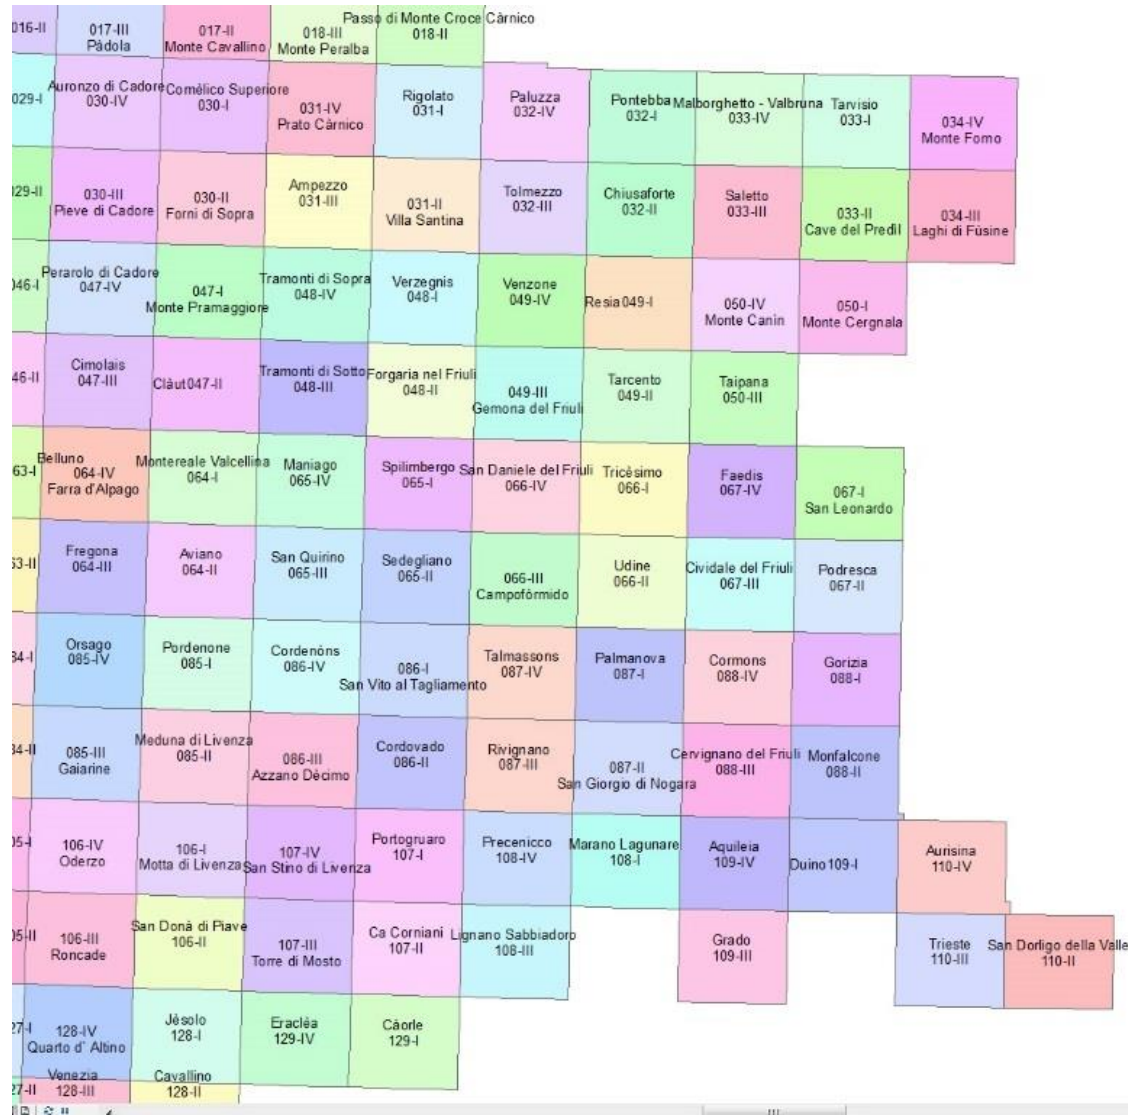 Passo di Monte Croce Càrnico
018-II
016-II
017-III
Pàdola
017-II
Monte Cavallino
018-III
Monte Peralba
029-I
Auronzo di Cadore
030-IV
Comélico Superiore
030-I
031-IV
Prato Càrnico
Rigolato
031-I
Paluzza
032-IV
Pontebba
032-I
Malborghetto - Valbruna
033-IV
Tarvisio
033-I
034-IV
Monte Forno
029-II
030-III
Pieve di Cadore
030-II
Forni di Sopra
Ampezzo
031-III
031-II
Villa Santina
Tolmezzo
032-III
Chiusaforte
032-II
Saletto
033-III
033-II
Cave del Predìl
034-III
Laghi di Fùsine
046-I
Perarolo di Cadore
047-IV
047-I
Monte Pramaggiore
Tramonti di Sopra
048-IV
Verzegnis
048-I
Venzone
049-IV
Resia 049-I
050-IV
Monte Canin
050-I
Monte Cergnala
46-II
Cimolais
047-III
Clàut 047-II
Tramonti di Sotto
048-III
Forgaria nel Friuli
048-II
049-III
Gemona del Friuli
Tarcento
049-II
Taipana
050-III
63-I
Belluno
064-IV
Farra d'Alpago
Montereale Valcellina
064-I
Maniago
065-IV
Spilimbergo
065-I
San Daniele del Friuli
066-IV
Tricèsimo
066-I
Faedis
067-IV
067-I
San Leonardo
63-II
Fregona
064-III
Aviano
064-II
San Quirino
065-III
Sedegliano
065-II
066-III
Campofòrmido
Udine
066-II
Cividale del Friuli
067-III
Podresca
067-II
84-I
Orsago
085-IV
Pordenone
085-I
Cordenòns
086-IV
086-I
San Vito al Tagliamento
Talmassons
087-IV
Palmanova
087-I
Cormons
088-IV
Gorizia
088-I
84-II
085-III
Gaiarine
Meduna di Livenza
085-II
086-III
Azzano Dècimo
Cordovado
086-II
Rivignano
087-III
087-II
San Giorgio di Nogara
Cervignano del Friuli
088-III
Monfalcone
088-II
05-I
106-IV
Oderzo
106-I
Motta di Livenza
107-IV
San Stino di Livenza
Portogruaro
107-I
Precenicco
108-IV
Marano Lagunare
108-I
Aquileia
109-IV
Duino 109-I
Aurisina
110-IV
05-II
106-III
Roncade
San Donà di Piave
106-II
107-III
Torre di Mosto
Ca Corniani
107-II
Lignano Sabbiadoro
108-III
Grado
109-III
Trieste
110-III
San Dorligo della Valle
110-II
27-I
128-IV
Quarto d` Altino
Jèsolo
128-I
Eraclèa
129-IV
Càorle
129-I
27-II
Venezia
128-III
Cavallino
128-II